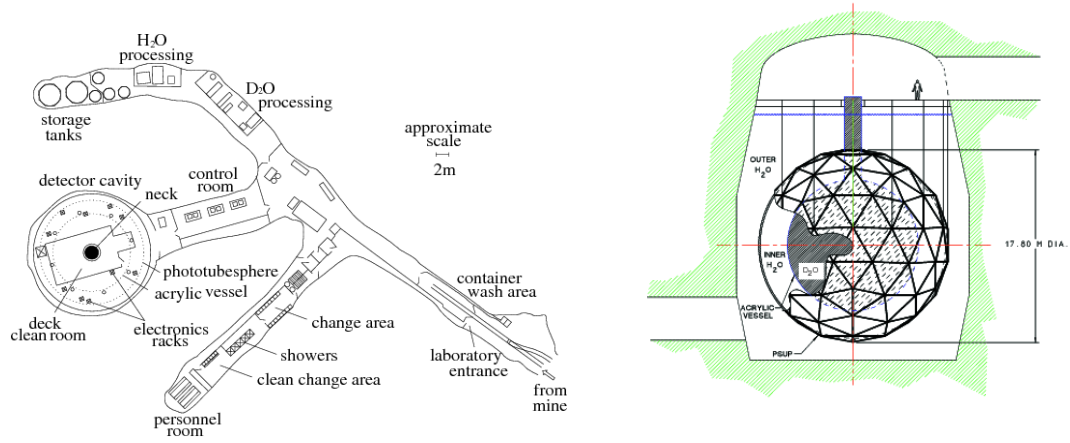 H₂O
processing
D₂O
processing
storage
tanks
approximate
scale
2m
detector cavity
neck
control
room
phototubesphere
acrylic vessel
deck
clean room
electronics
racks
container
wash area
change area
showers
clean change area
laboratory
entrance
personnel
room
from
mine
OUTER
H₂O
17.80 M DIA.
INNER
H₂O
D₂O
ACRYLIC
VESSEL
PSUP